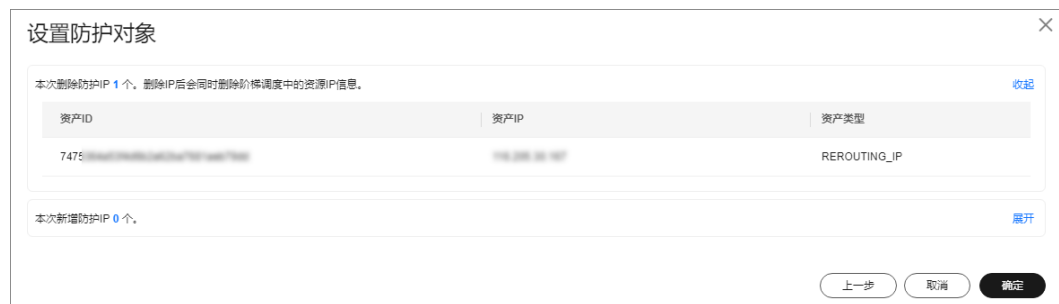 设置防护对象
本次删除防护IP 1 个。删除IP后会同时删除阶梯调度中的资源IP信息。 收起
资产ID 资产IP 资产类型
7475 REROUTING_IP
本次新增防护IP 0 个。 展开
上一步 取消 确定